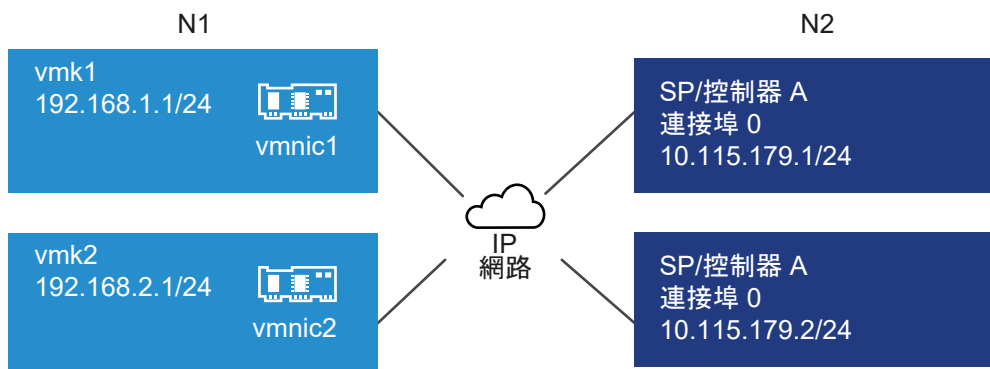 N1
N2
vmk1
192.168.1.1/24
vmnic1
SP/控制器 A
連接埠 0
10.115.179.1/24
IP
網路
vmk2
192.168.2.1/24
vmnic2
SP/控制器 A
連接埠 0
10.115.179.2/24